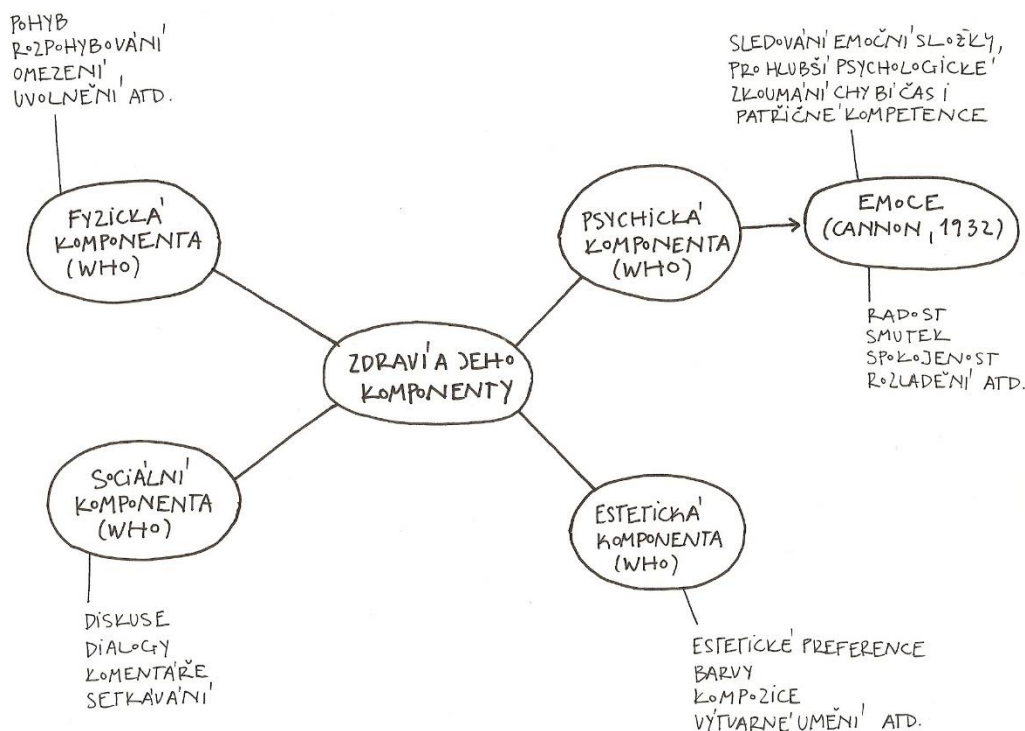 POHYB
ROZPOHYBOVÁNÍ
OMEZENÍ
UVOLNĚNÍ ATD.
FYZICKÁ
KOMPONENTA
(WHO)
SLEDOVÁNÍ EMOČNÍ SLOŽKY,
PRO HLUBŠÍ PSYCHOLOGICKÉ
ZKOUMÁNÍ CHYBÍ ČAS I
PATŘIČNÉ KOMPETENCE
PSYCHICKÁ
KOMPONENTA
(WHO)
EMOCE
(CANNON, 1932)
RADOST
SMUTEK
SPOKOJENOST
ROZLADĚNÍ ATD.
ZDRAVÍ A JEHO
KOMPONENTY
SOCIÁLNÍ
KOMPONENTA
(WHO)
DISKUSE
DIALOGY
KOMENTÁŘE
SETKÁVÁNÍ
ESTETICKÁ
KOMPONENTA
(WHO)
ESTETICKÉ PREFERENCE
BARVY
KOMPOZICE
VÝTVARNÉ UMĚNÍ ATD.